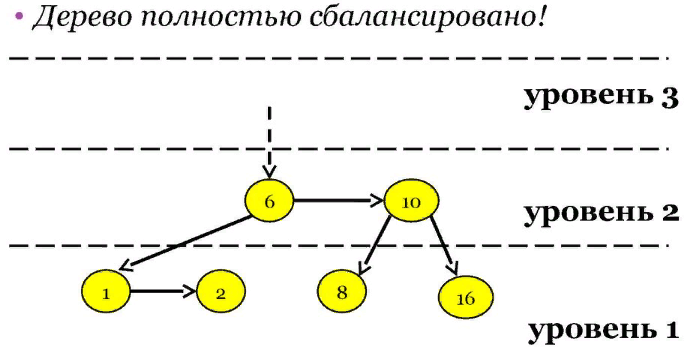 • Дерево полностью сбалансировано!
уровень 3
6 10
уровень 2
1 2 8 16
уровень 1